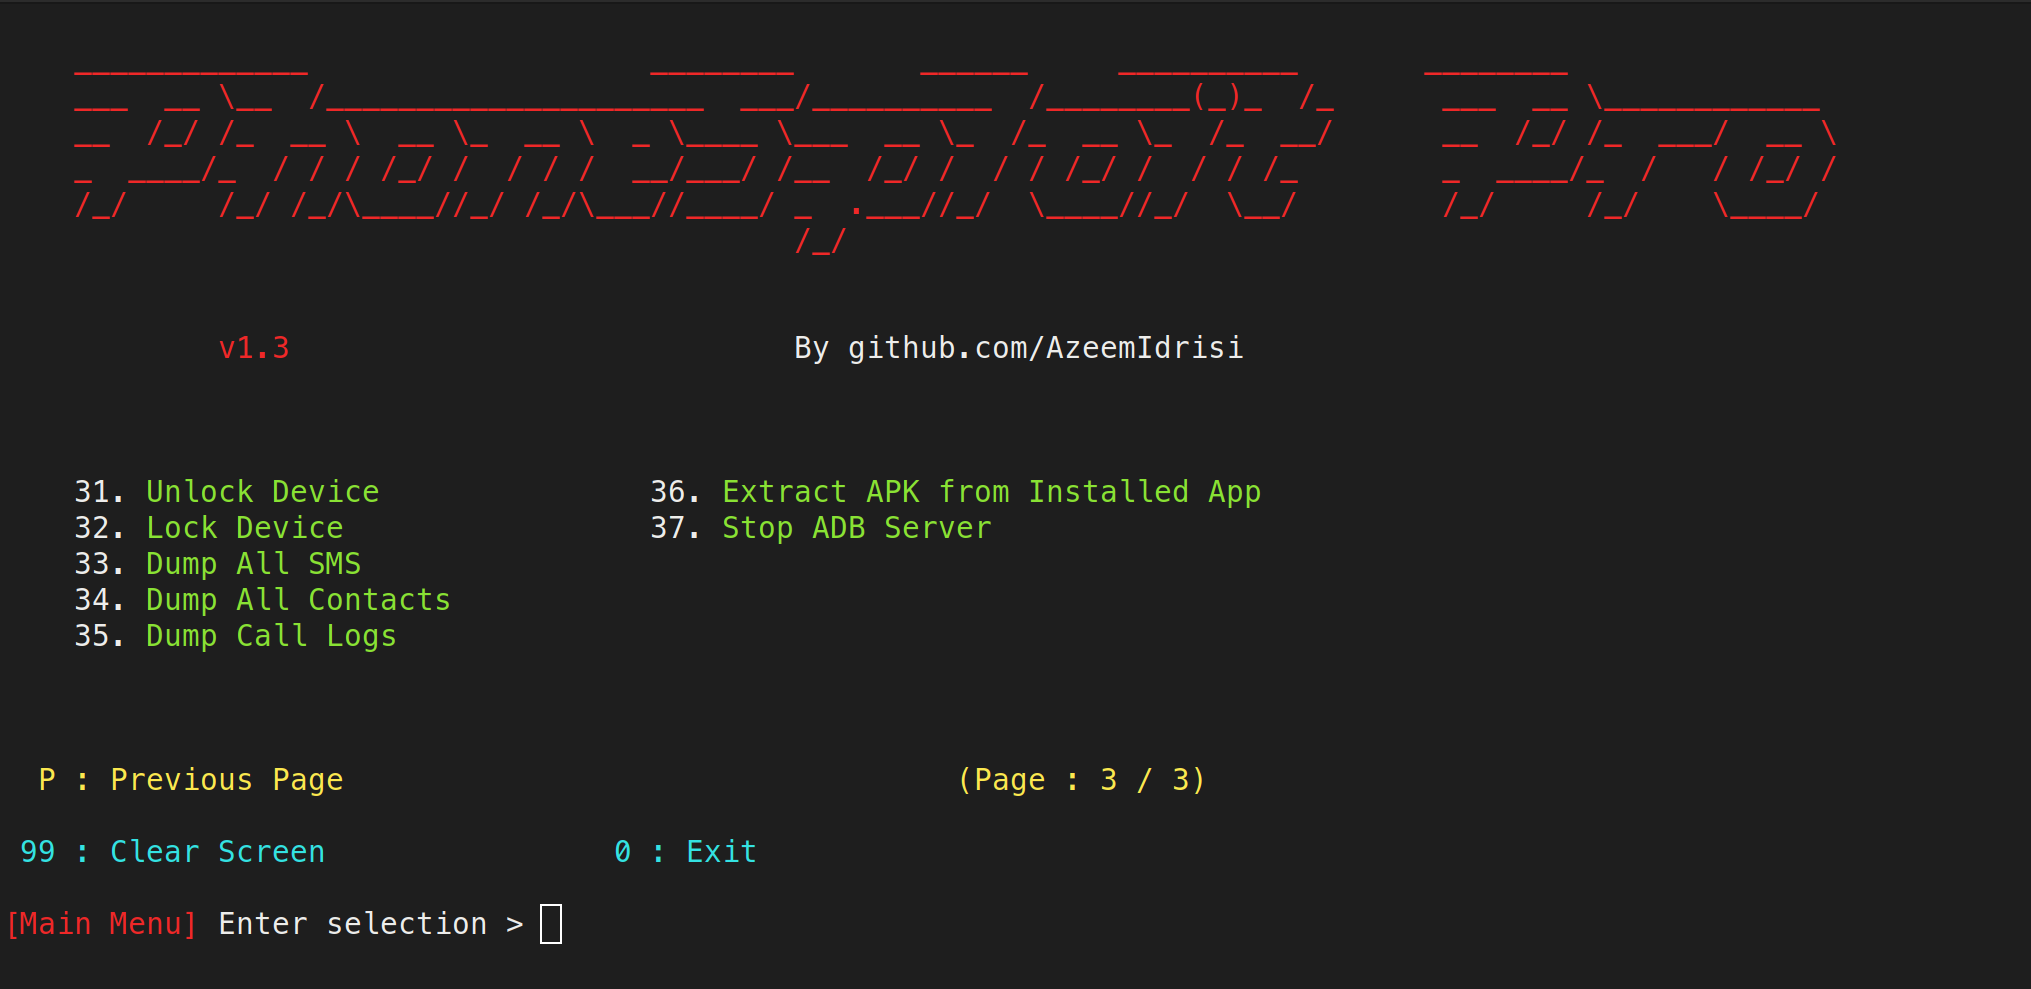 PhoneSploit Pro
v1.3 By github.com/AzeemIdrisi
31. Unlock Device 36. Extract APK from Installed App
32. Lock Device 37. Stop ADB Server
33. Dump All SMS
34. Dump All Contacts
35. Dump Call Logs
P : Previous Page (Page : 3 / 3)
99 : Clear Screen 0 : Exit
[Main Menu] Enter selection >